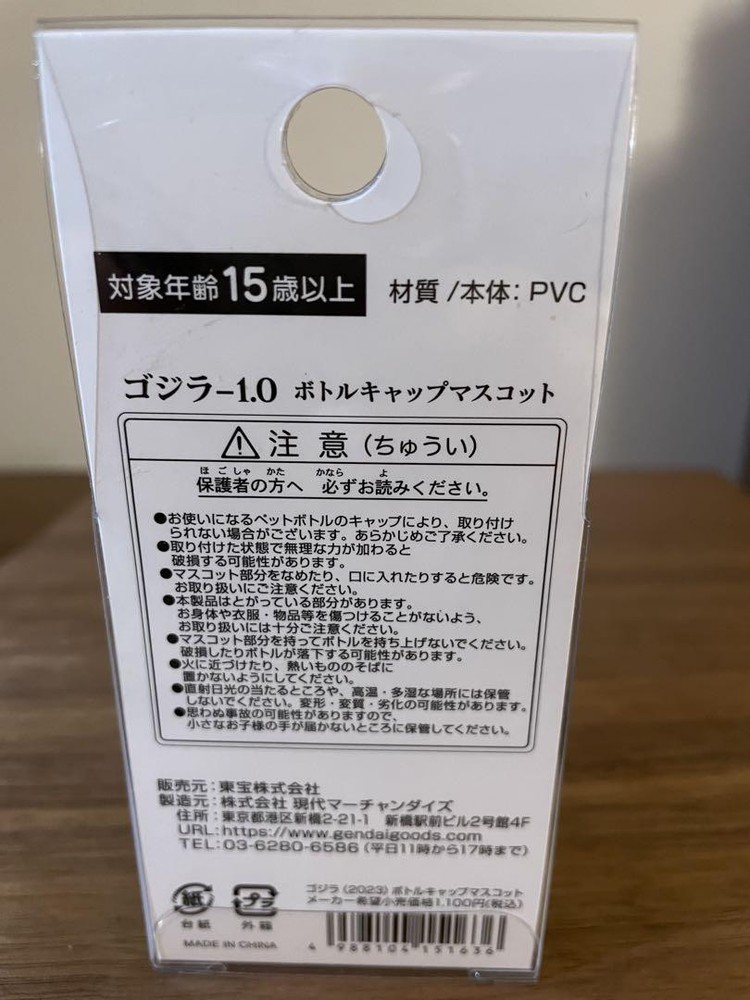 対象年齢15歳以上 材質/本体: PVC
ゴジラ-1.0 ボトルキャップマスコット
注意(ちゅうい)
ほごしゃ かた かなら よ
保護者の方へ 必ずお読みください。
●お使いになるペットボトルのキャップにより、取り付け
られない場合がございます。あらかじめご了承ください。
●取り付けた状態で無理な力が加わると
破損する可能性があります。
●マスコット部分をなめたり、口に入れたりすると危険です。
お取り扱いにご注意ください。
●本製品はとがっている部分があります。
お身体や衣服・物品等を傷つけることがないよう、
お取り扱いには十分ご注意ください。
●マスコット部分を持ってボトルを持ち上げないでください。
破損したりボトルが落下する可能性があります。
●火に近づけたり、熱いもののそばに
置かないようにしてください。
●直射日光の当たるところや、高温・多湿な場所には保管
しないでください。変形・変質・劣化の可能性があります。
●思わぬ事故の可能性がありますので、
小さなお子様の手が届かないところに保管してください。
販売元:東宝株式会社
製造元:株式会社 現代マーチャンダイズ
住所:東京都港区新橋2-21-1 新橋駅前ビル2号館4F
URL:https://www.gendaigoods.com
TEL:03-6280-6586(平日11時から17時まで)
紙 プラ
台紙 外箱
MADE IN CHINA
ゴジラ(2023)ボトルキャップマスコット
メーカー希望小売価格1,100円(税込)
4 988104 151636